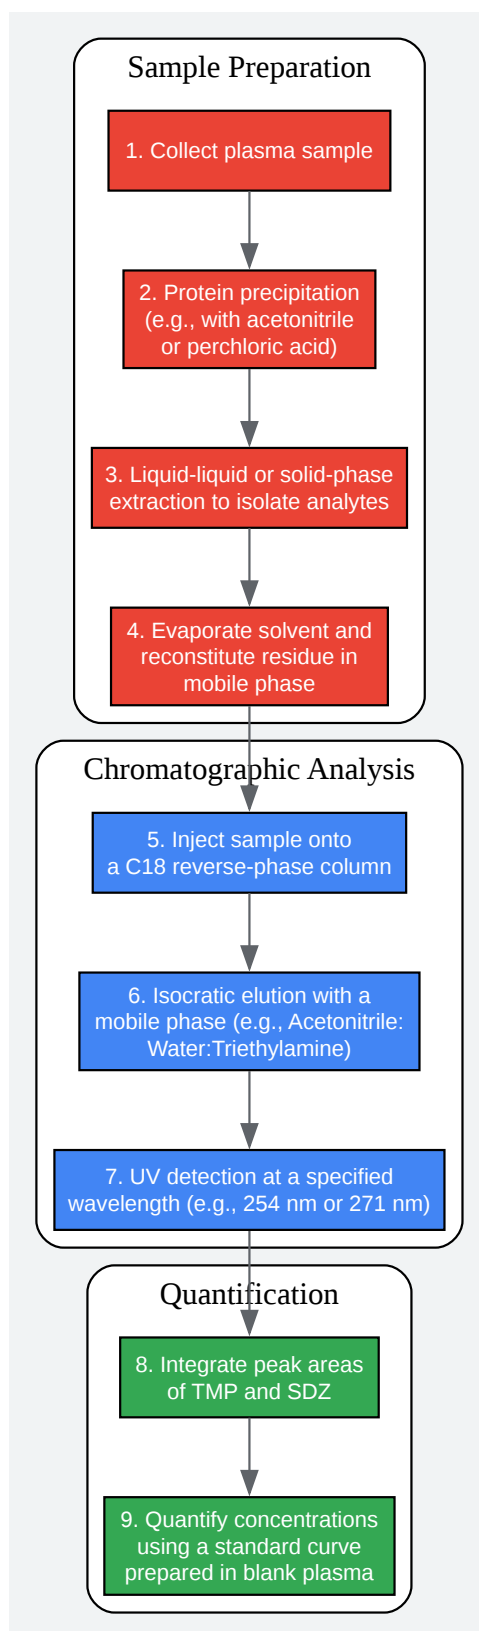 Sample Preparation
1. Collect plasma sample
2. Protein precipitation
(e.g., with acetonitrile
or perchloric acid)
3. Liquid-liquid or solid-phase
extraction to isolate analytes
4. Evaporate solvent and
reconstitute residue in
mobile phase
Chromatographic Analysis
5. Inject sample onto
a C18 reverse-phase column
6. Isocratic elution with a
mobile phase (e.g., Acetonitrile:
Water:Triethylamine)
7. UV detection at a specified
wavelength (e.g., 254 nm or 271 nm)
Quantification
8. Integrate peak areas
of TMP and SDZ
9. Quantify concentrations
using a standard curve
prepared in blank plasma